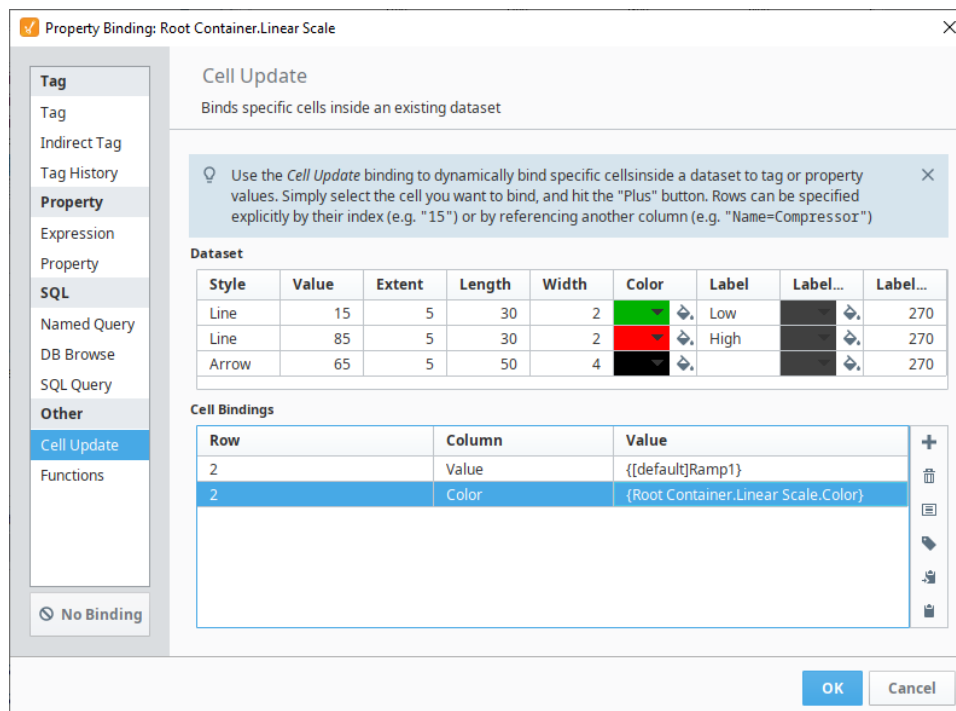 Property Binding: Root Container.Linear Scale
Tag
Tag
Indirect Tag
Tag History
Property
Expression
Property
SQL
Named Query
DB Browse
SQL Query
Other
Cell Update
Functions
No Binding
Cell Update
Binds specific cells inside an existing dataset
Use the Cell Update binding to dynamically bind specific cellsinside a dataset to tag or property
values. Simply select the cell you want to bind, and hit the "Plus" button. Rows can be specified
explicitly by their index (e.g. "15") or by referencing another column (e.g. "Name=Compressor")
Dataset
Style Value Extent Length Width Color Label Label... Label...
Line 15 5 30 2 Low 270
Line 85 5 30 2 High 270
Arrow 65 5 50 4 270
Cell Bindings
Row Column Value
2 Value {[default]Ramp1}
2 Color {Root Container.Linear Scale.Color}
OK Cancel